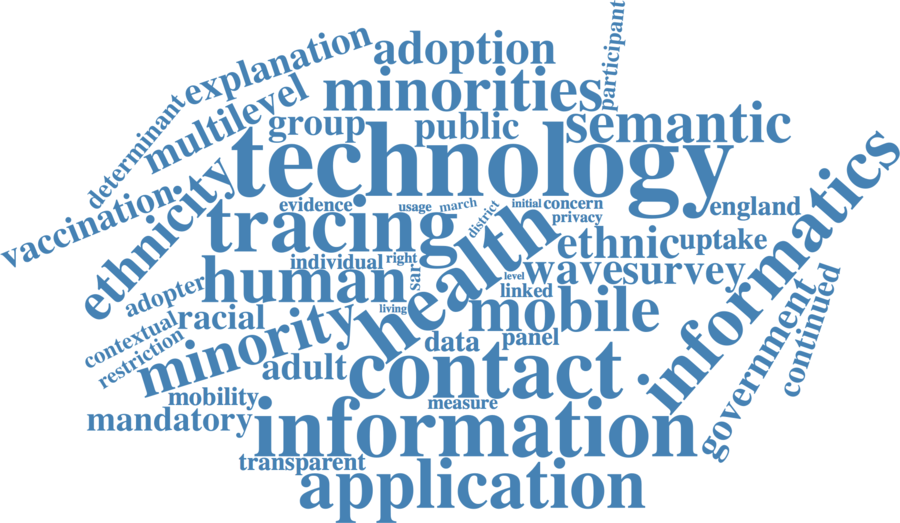 participant
adoption
explanation
minorities
multilevel
determinant
group
public
semantic
technology
informatics
vaccination
ethnicity
evidence
usage
march
district
initial
concern
privacy
england
tracing
health
ethnic
uptake
individual
right
sar
human
wavesurvey
level
linked
adopter
living
mobile
contextual
racial
minority
restriction
data
panel
government
continued
adult
contact
mobility
measure
mandatory
information
transparent
application